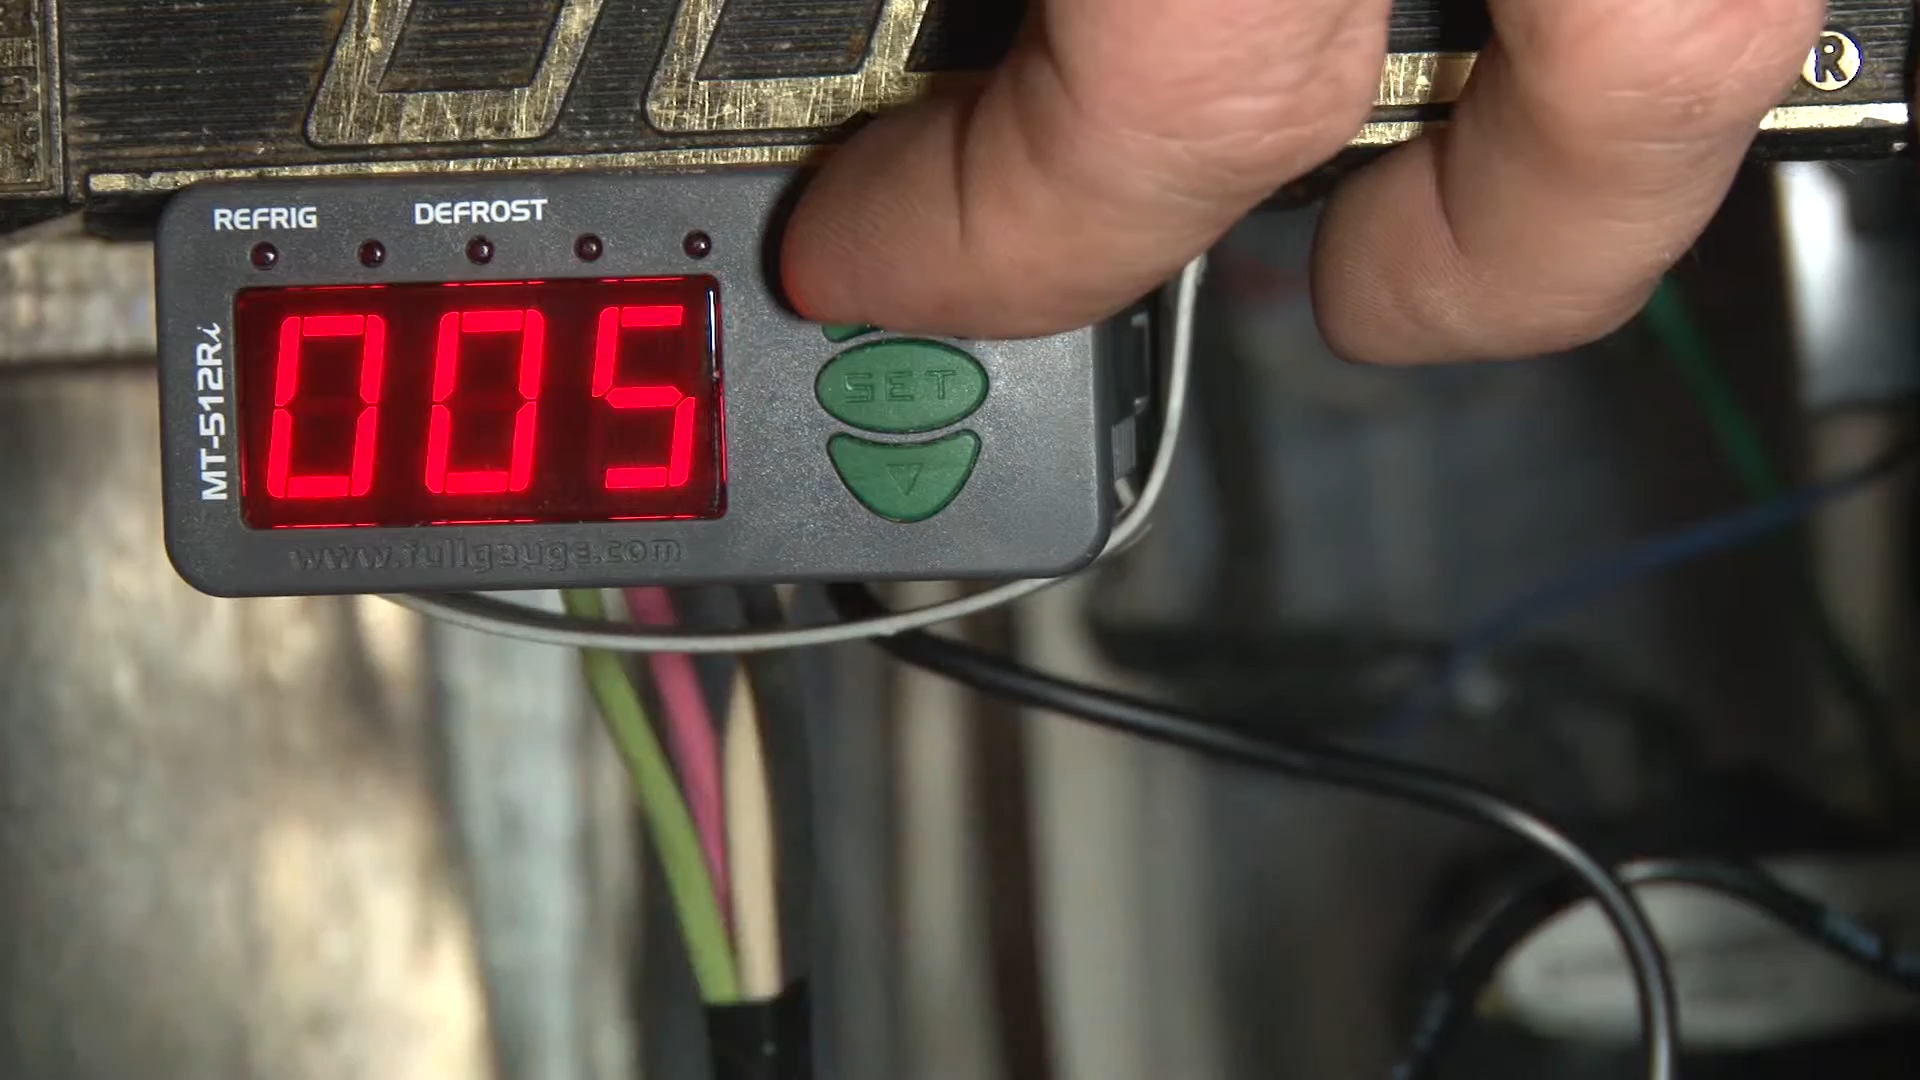 ®
REFRIG DEFROST
MT-512Ri
005
SET
www.fullgauge.com